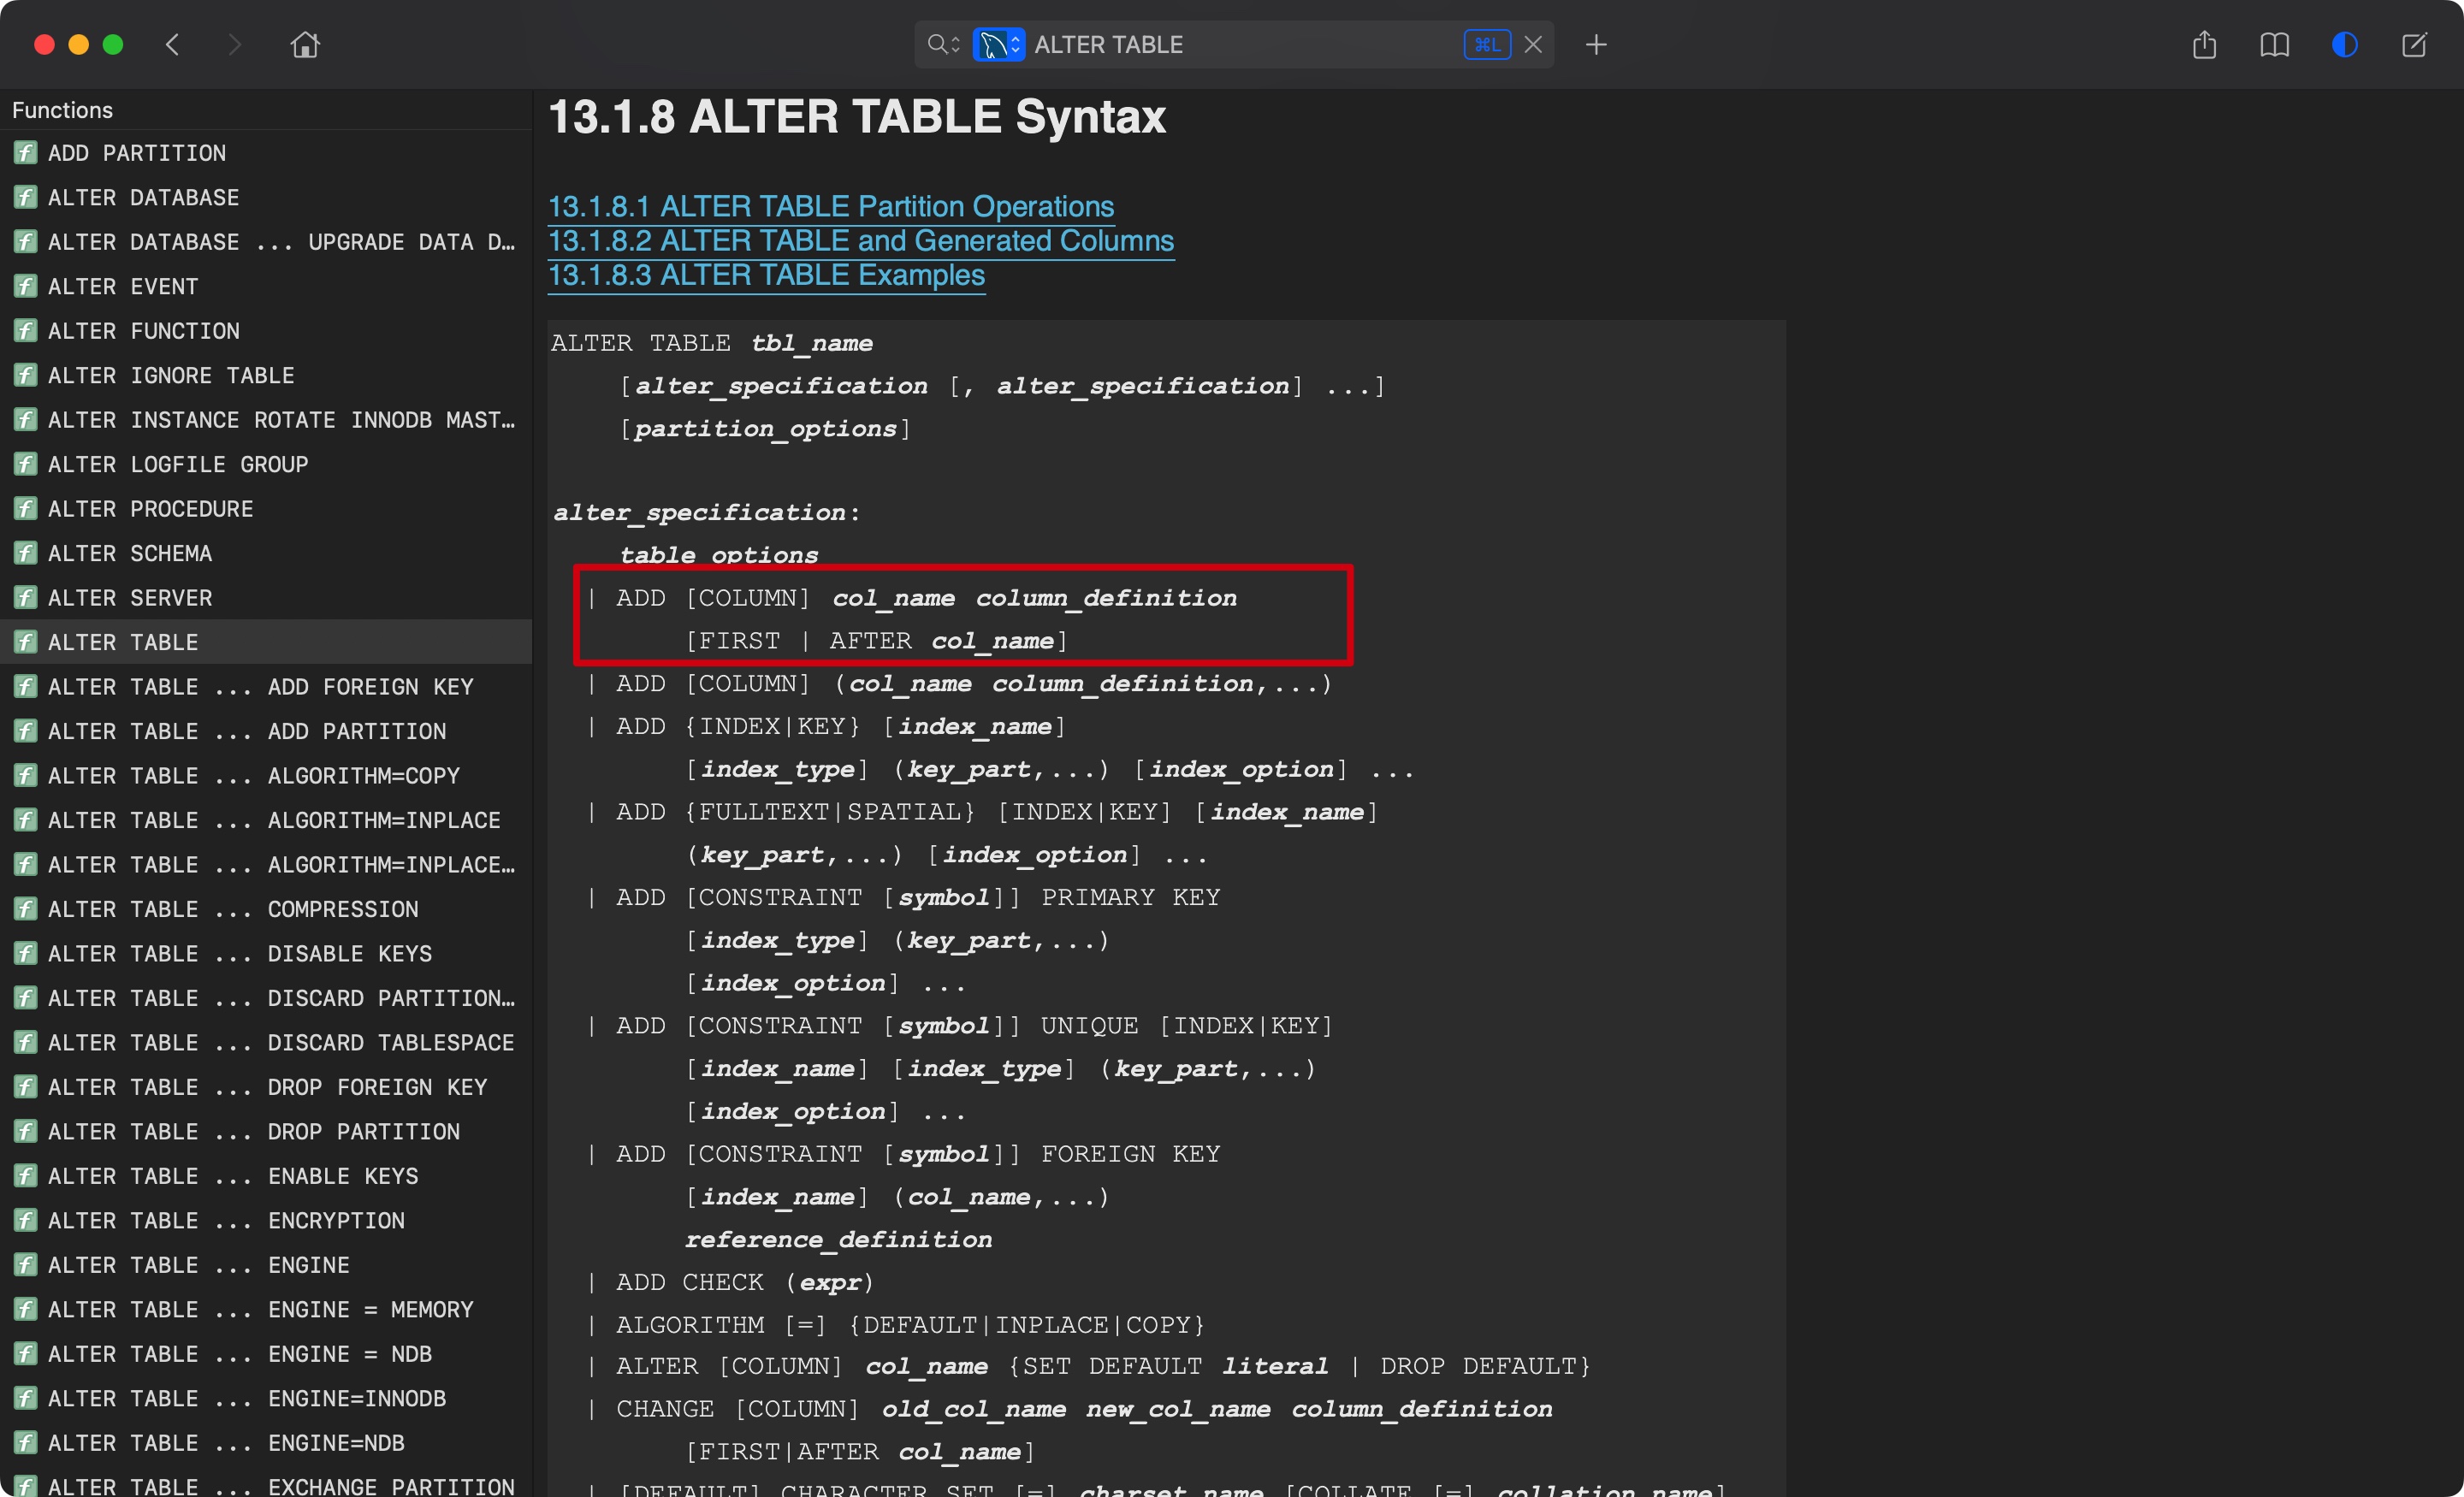 ALTER TABLE
⌘L
Functions
ADD PARTITION
ALTER DATABASE
ALTER DATABASE ... UPGRADE DATA D…
ALTER EVENT
ALTER FUNCTION
ALTER IGNORE TABLE
ALTER INSTANCE ROTATE INNODB MAST…
ALTER LOGFILE GROUP
ALTER PROCEDURE
ALTER SCHEMA
ALTER SERVER
ALTER TABLE
ALTER TABLE ... ADD FOREIGN KEY
ALTER TABLE ... ADD PARTITION
ALTER TABLE ... ALGORITHM=COPY
ALTER TABLE ... ALGORITHM=INPLACE
ALTER TABLE ... ALGORITHM=INPLACE…
ALTER TABLE ... COMPRESSION
ALTER TABLE ... DISABLE KEYS
ALTER TABLE ... DISCARD PARTITION…
ALTER TABLE ... DISCARD TABLESPACE
ALTER TABLE ... DROP FOREIGN KEY
ALTER TABLE ... DROP PARTITION
ALTER TABLE ... ENABLE KEYS
ALTER TABLE ... ENCRYPTION
ALTER TABLE ... ENGINE
ALTER TABLE ... ENGINE = MEMORY
ALTER TABLE ... ENGINE = NDB
ALTER TABLE ... ENGINE=INNODB
ALTER TABLE ... ENGINE=NDB
ALTER TABLE ... EXCHANGE PARTITION
13.1.8 ALTER TABLE Syntax
13.1.8.1 ALTER TABLE Partition Operations
13.1.8.2 ALTER TABLE and Generated Columns
13.1.8.3 ALTER TABLE Examples
ALTER TABLE tbl_name
[alter_specification [, alter_specification] ...]
[partition_options]
alter_specification:
table_options
| ADD [COLUMN] col_name column_definition
[FIRST | AFTER col_name]
| ADD [COLUMN] (col_name column_definition,...)
| ADD {INDEX|KEY} [index_name]
[index_type] (key_part,...) [index_option] ...
| ADD {FULLTEXT|SPATIAL} [INDEX|KEY] [index_name]
(key_part,...) [index_option] ...
| ADD [CONSTRAINT [symbol]] PRIMARY KEY
[index_type] (key_part,...)
[index_option] ...
| ADD [CONSTRAINT [symbol]] UNIQUE [INDEX|KEY]
[index_name] [index_type] (key_part,...)
[index_option] ...
| ADD [CONSTRAINT [symbol]] FOREIGN KEY
[index_name] (col_name,...)
reference_definition
| ADD CHECK (expr)
| ALGORITHM [=] {DEFAULT|INPLACE|COPY}
| ALTER [COLUMN] col_name {SET DEFAULT literal | DROP DEFAULT}
| CHANGE [COLUMN] old_col_name new_col_name column_definition
[FIRST|AFTER col_name]
| [DEFAULT] CHARACTER SET [=] charset_name [COLLATE [=] collation_name]